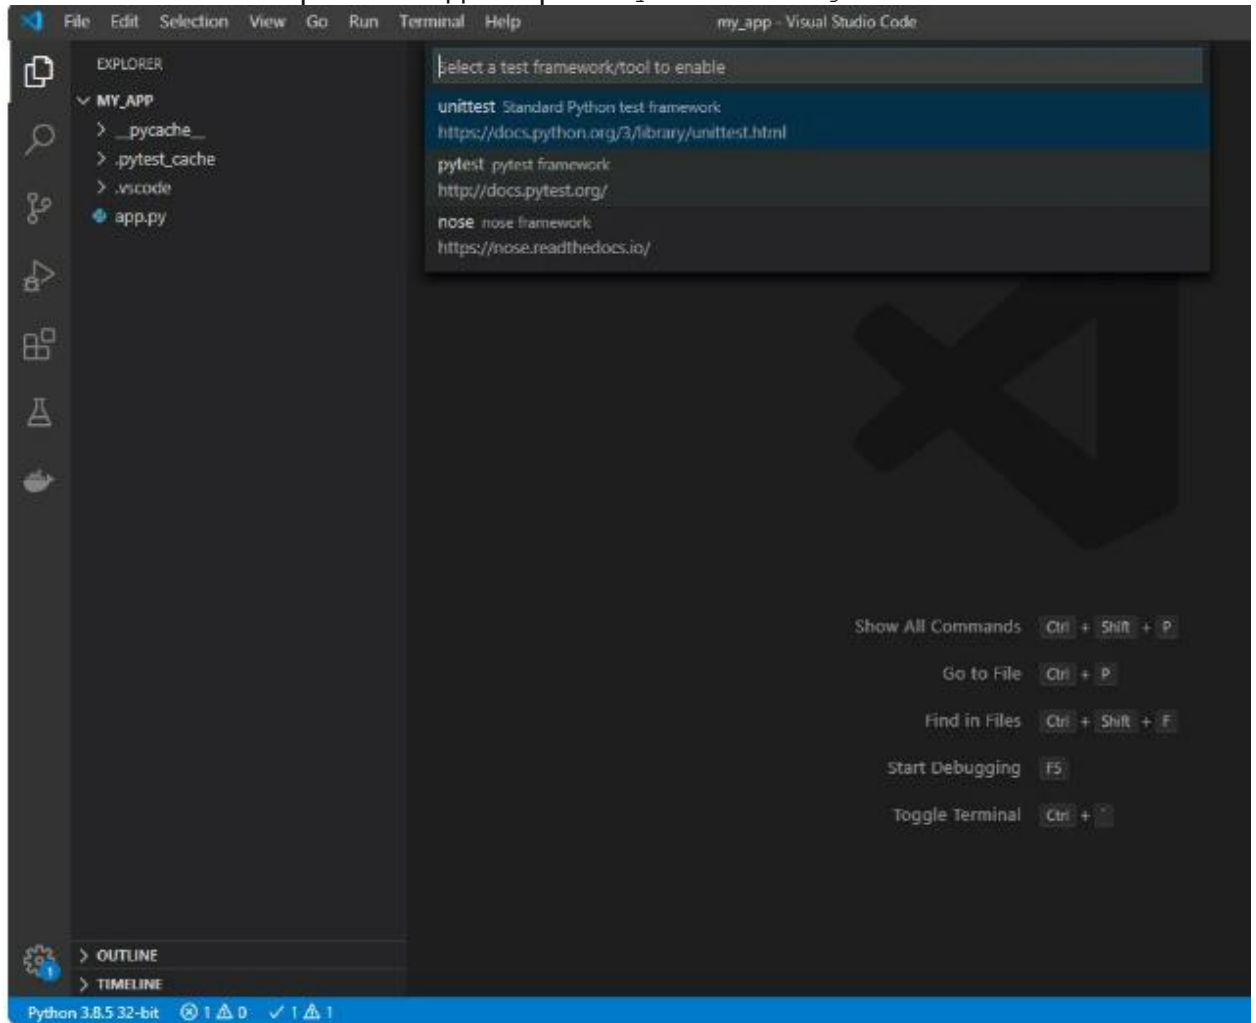 File Edit Selection View Go Run Terminal Help my_app - Visual Studio Code
EXPLORER
MY_APP
__pycache__
.pytest_cache
.vscode
app.py
Select a test framework/tool to enable
unittest Standard Python test framework
https://docs.python.org/3/library/unittest.html
pytest pytest framework
http://docs.pytest.org/
nose nose framework
https://nose.readthedocs.io/
Show All Commands Ctrl + Shift + P
Go to File Ctrl + P
Find in Files Ctrl + Shift + F
Start Debugging F5
Toggle Terminal Ctrl + `
1
OUTLINE
TIMELINE
Python 3.8.5 32-bit 1 0 1 1